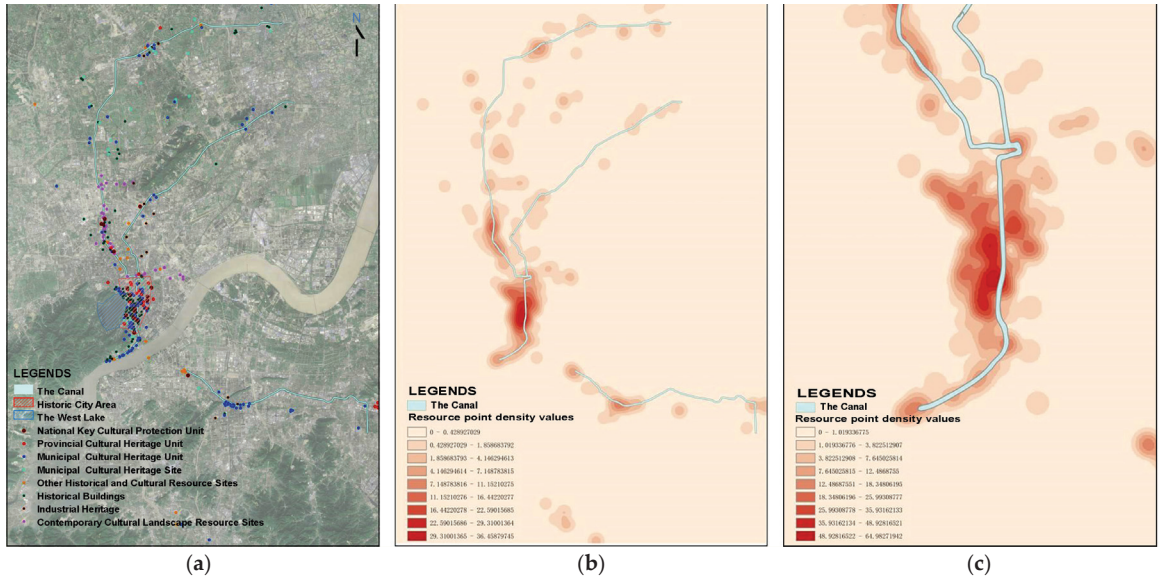 N
LEGENDS
The Canal
Historic City Area
The West Lake
National Key Cultural Protection Unit
Provincial Cultural Heritage Unit
Municipal Cultural Heritage Unit
Municipal Cultural Heritage Site
Other Historical and Cultural Resource Sites
Historical Buildings
Industrial Heritage
Contemporary Cultural Landscape Resource Sites
(a)
LEGENDS
The Canal
Resource point density values
0 - 0.428927029
0.428927029 - 1.858683792
1.858683793 - 4.146294613
4.146294614 - 7.148783815
7.148783816 - 11.15210275
11.15210276 - 16.44220277
16.44220278 - 22.59015685
22.59015686 - 29.31001364
29.31001365 - 36.45879745
(b)
LEGENDS
The Canal
Resource point density values
0 - 1.019336775
1.019336776 - 3.822512907
3.822512908 - 7.645025814
7.645025815 - 12.4868755
12.48687551 - 18.34806195
18.34806196 - 25.99308777
25.99308778 - 35.93162133
35.93162134 - 48.92816521
48.92816522 - 64.98271942
(c)